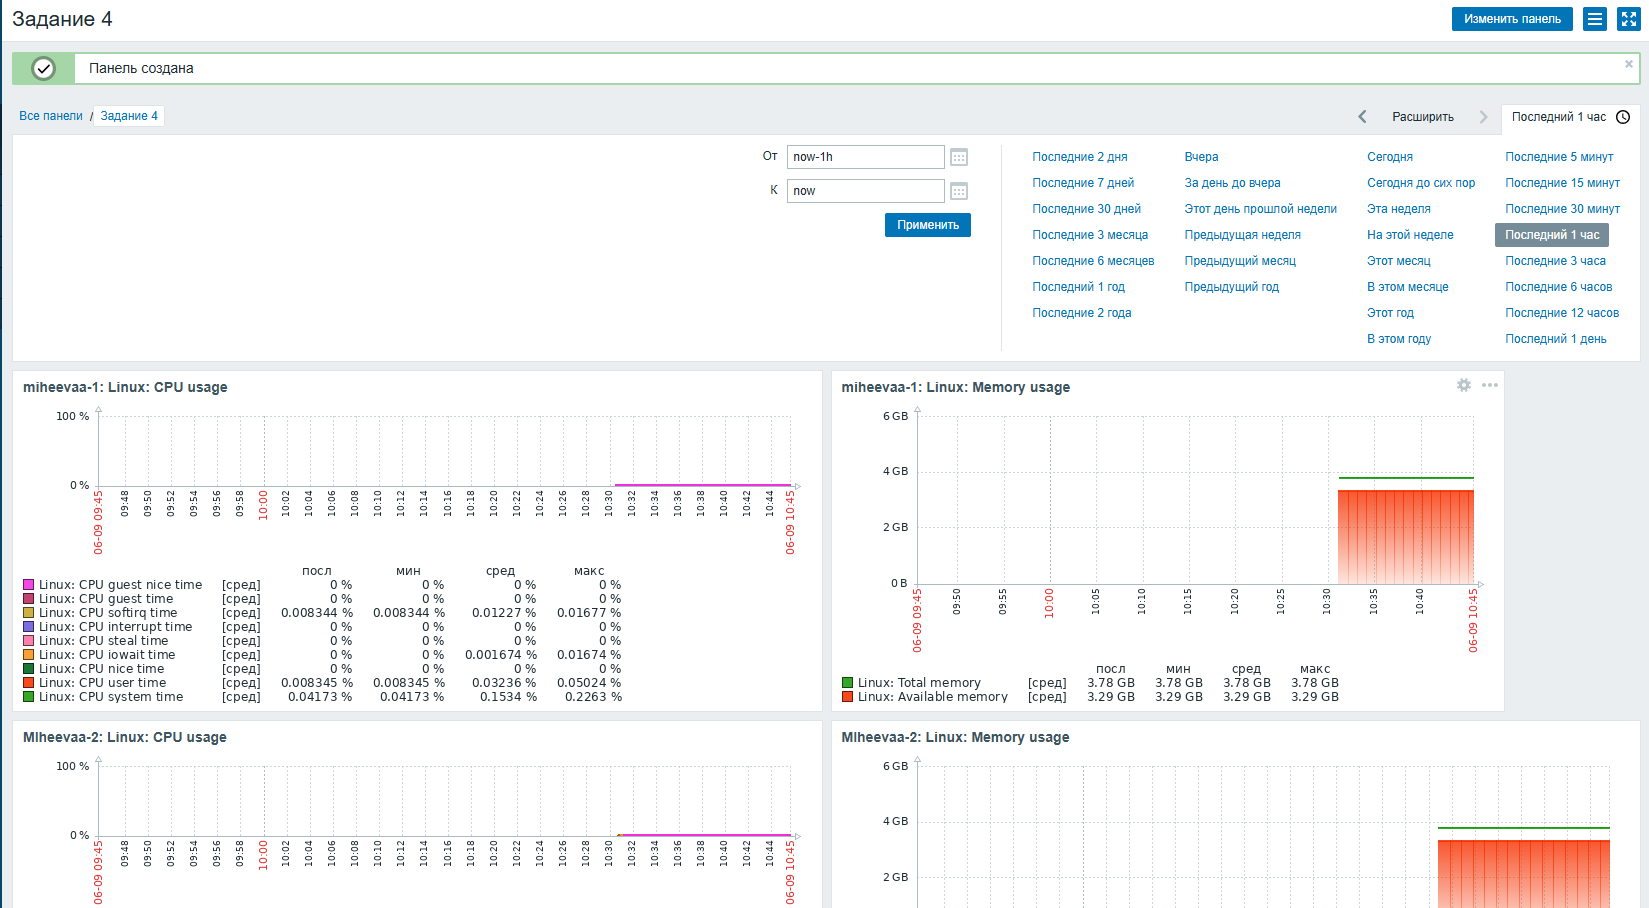 Задание 4
Изменить панель
Панель создана
×
Все панели / Задание 4
Расширить
Последний 1 час
От now-1h
К now
Применить
Последние 2 дня Вчера Сегодня Последние 5 минут
Последние 7 дней За день до вчера Сегодня до сих пор Последние 15 минут
Последние 30 дней Этот день прошлой недели Эта неделя Последние 30 минут
Последние 3 месяца Предыдущая неделя На этой неделе Последний 1 час
Последние 6 месяцев Предыдущий месяц Этот месяц Последние 3 часа
Последний 1 год Предыдущий год В этом месяце Последние 6 часов
Последние 2 года Этот год Последние 12 часов
В этом году Последний 1 день
miheevaa-1: Linux: CPU usage
100 %
0 %
06-09 09:45 09:48 09:50 09:52 09:54 09:56 09:58 10:00 10:02 10:04 10:06 10:08 10:10 10:12 10:14 10:16 10:18 10:20 10:22 10:24 10:26 10:28 10:30 10:32 10:34 10:36 10:38 10:40 10:42 10:44 06-09 10:45
посл мин сред макс
Linux: CPU guest nice time [сред] 0 % 0 % 0 % 0 %
Linux: CPU guest time [сред] 0 % 0 % 0 % 0 %
Linux: CPU softirq time [сред] 0.008344 % 0.008344 % 0.01227 % 0.01677 %
Linux: CPU interrupt time [сред] 0 % 0 % 0 % 0 %
Linux: CPU steal time [сред] 0 % 0 % 0 % 0 %
Linux: CPU iowait time [сред] 0 % 0 % 0.001674 % 0.01674 %
Linux: CPU nice time [сред] 0 % 0 % 0 % 0 %
Linux: CPU user time [сред] 0.008345 % 0.008345 % 0.03236 % 0.05024 %
Linux: CPU system time [сред] 0.04173 % 0.04173 % 0.1534 % 0.2263 %
miheevaa-1: Linux: Memory usage
6 GB
4 GB
2 GB
0 B
06-09 09:45 09:50 09:55 10:00 10:05 10:10 10:15 10:20 10:25 10:30 10:35 10:40 06-09 10:45
посл мин сред макс
Linux: Total memory [сред] 3.78 GB 3.78 GB 3.78 GB 3.78 GB
Linux: Available memory [сред] 3.29 GB 3.29 GB 3.29 GB 3.29 GB
MIheevaa-2: Linux: CPU usage
100 %
0 %
06-09 09:45 09:48 09:50 09:52 09:54 09:56 09:58 10:00 10:02 10:04 10:06 10:08 10:10 10:12 10:14 10:16 10:18 10:20 10:22 10:24 10:26 10:28 10:30 10:32 10:34 10:36 10:38 10:40 10:42 10:44 06-09 10:45
MIheevaa-2: Linux: Memory usage
6 GB
4 GB
2 GB